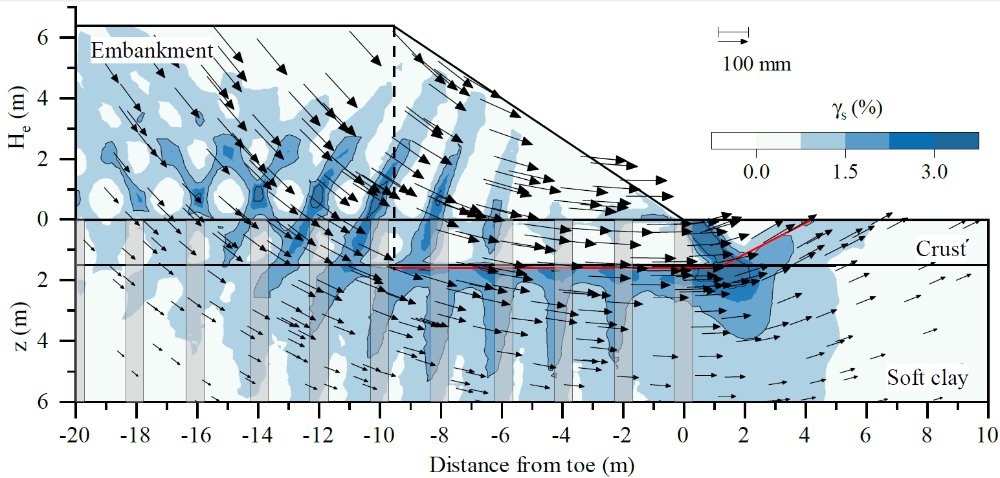 Embankment
100 mm
γs (%)
0.0 1.5 3.0
He (m)
6
4
2
0
Crust
2
z (m)
4
Soft clay
6
-20 -18 -16 -14 -12 -10 -8 -6 -4 -2 0 2 4 6 8 10
Distance from toe (m)